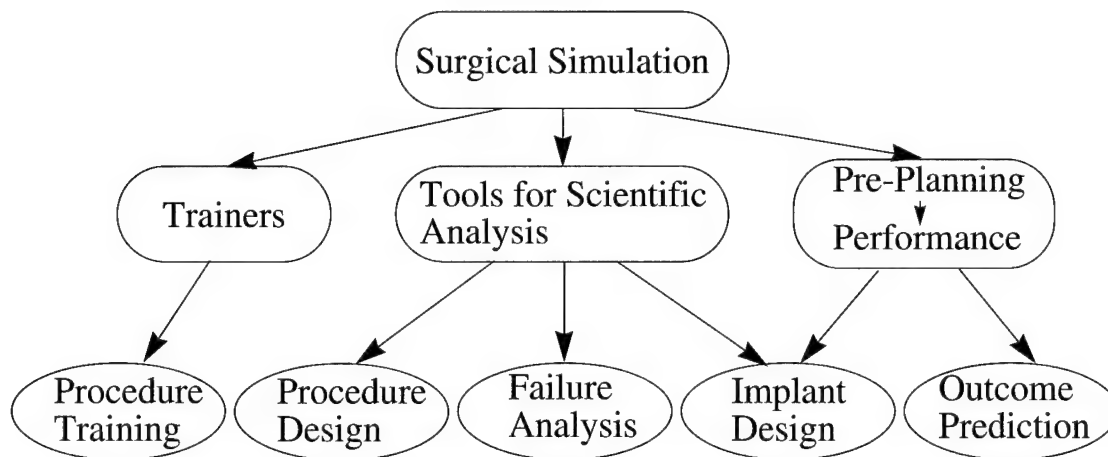 Surgical Simulation
Trainers
Tools for Scientific
Analysis
Pre-Planning
Performance
Procedure
Training
Procedure
Design
Failure
Analysis
Implant
Design
Outcome
Prediction